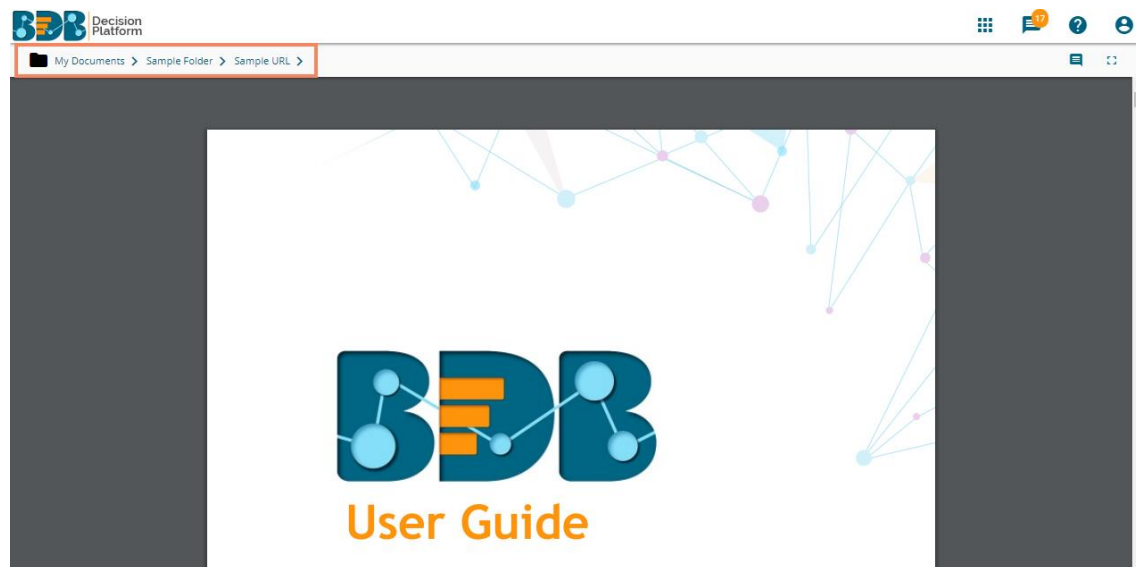 BDB Decision
Platform
17
My Documents > Sample Folder > Sample URL >
BDB
User Guide